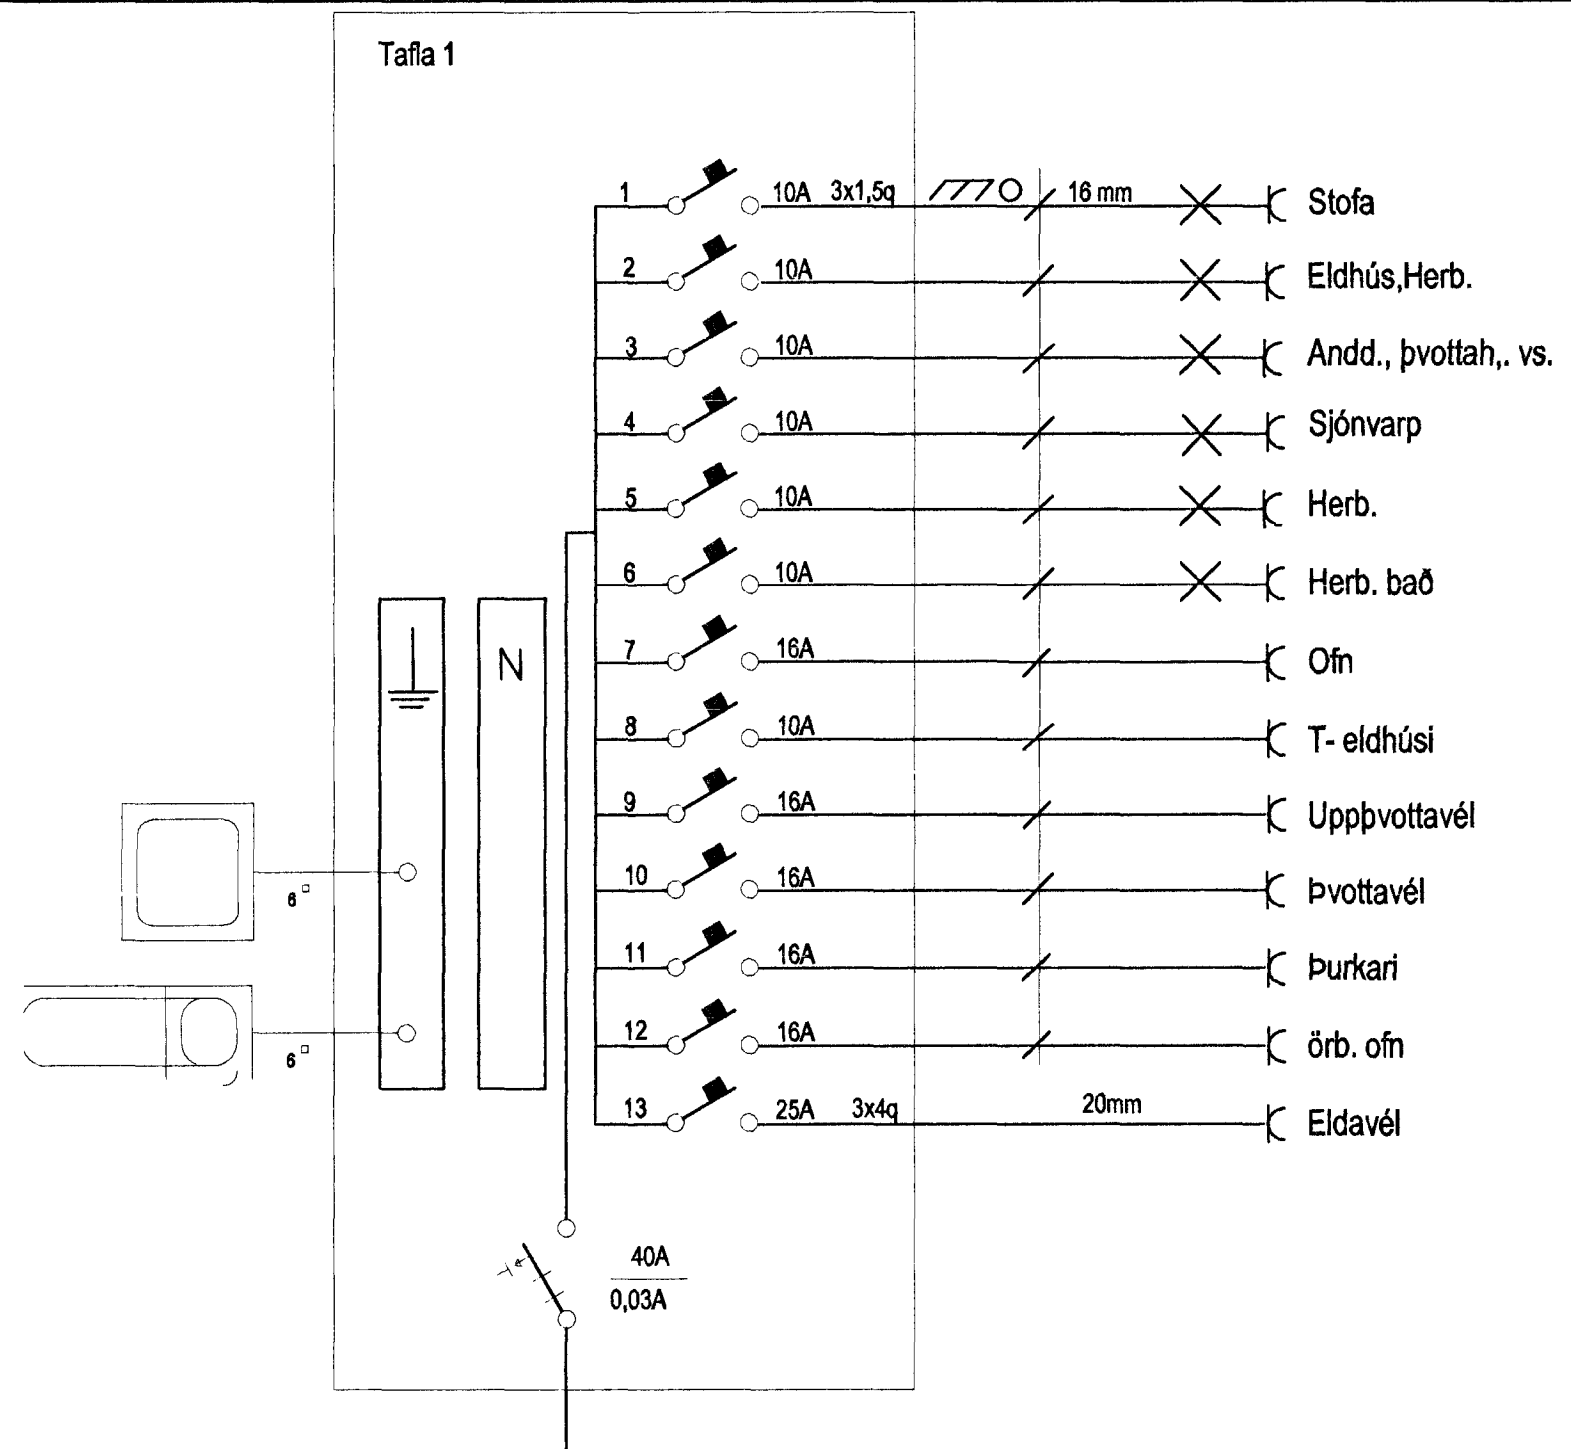 Tafla 1
1 10A 3x1,5q 16 mm Stofa
2 10A Eldhús,Herb.
3 10A Andd., þvottah,. vs.
4 10A Sjónvarp
5 10A Herb.
6 10A Herb. bað
7 16A Ofn
N
8 10A T- eldhúsi
9 16A Uppþvottavél
10 16A Þvottavél
6
11 16A Þurkari
12 16A örb. ofn
6
13 25A 3x4q 20mm Eldavél
40A
0,03A